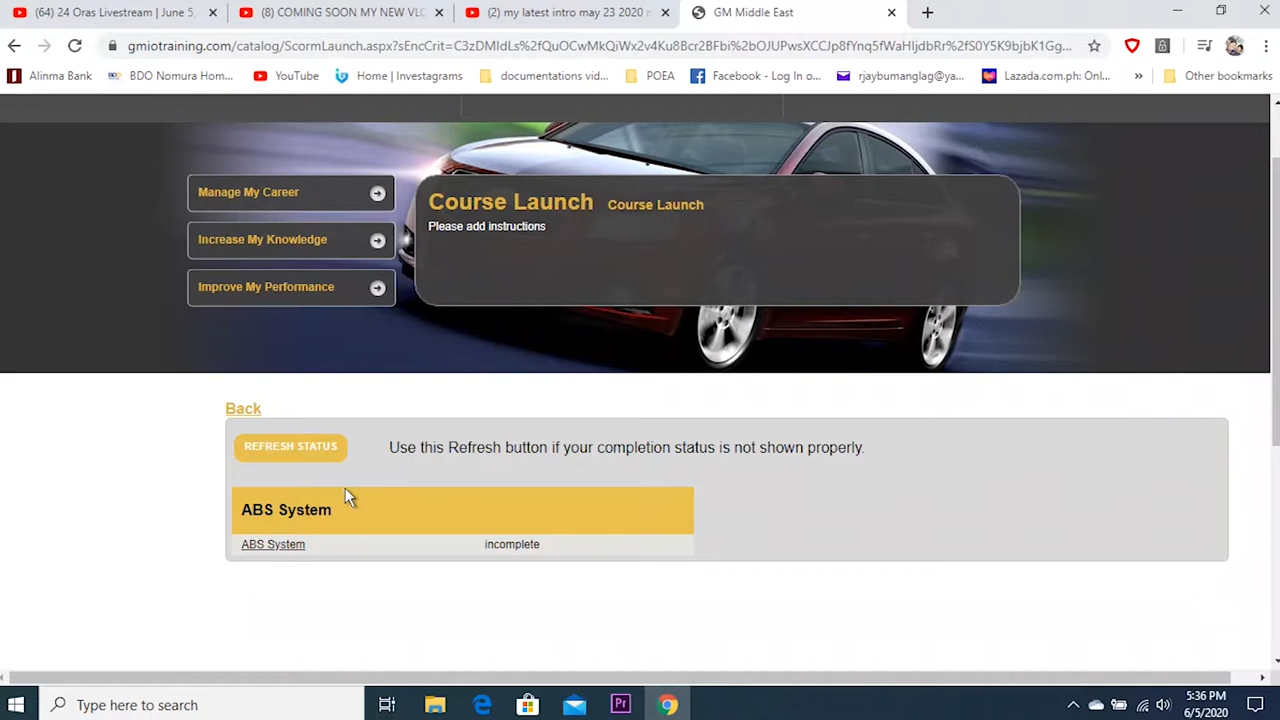 (64) 24 Oras Livestream | June 5,
(8) COMING SOON MY NEW VLO
(2) my latest intro may 23 2020 n
GM Middle East
gmiotraining.com/catalog/ScormLaunch.aspx?sEncCrit=C3zDMIdLs%2fQuOCwMkQiWx2v4Ku8Bcr2BFbi%2bOJUPwsXCCJp8fYnq5fWaHIjdbRr%2fS0Y5K9bjbK1Gg...
Alinma Bank
BDO Nomura Hom...
YouTube
Home | Investagrams
documentations vid...
POEA
Facebook - Log In o...
rjaybumanglag@ya...
Lazada.com.ph: Onl...
»
Other bookmarks
Manage My Career
Increase My Knowledge
Improve My Performance
Course Launch Course Launch
Please add instructions
Back
REFRESH STATUS
Use this Refresh button if your completion status is not shown properly.
ABS System
ABS System incomplete
Type here to search
Pr
5:36 PM
6/5/2020